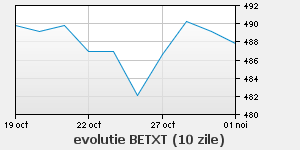 492
490
488
486
484
482
480
19 oct
22 oct
27 oct
01 noi
evolutie BETXT (10 zile)